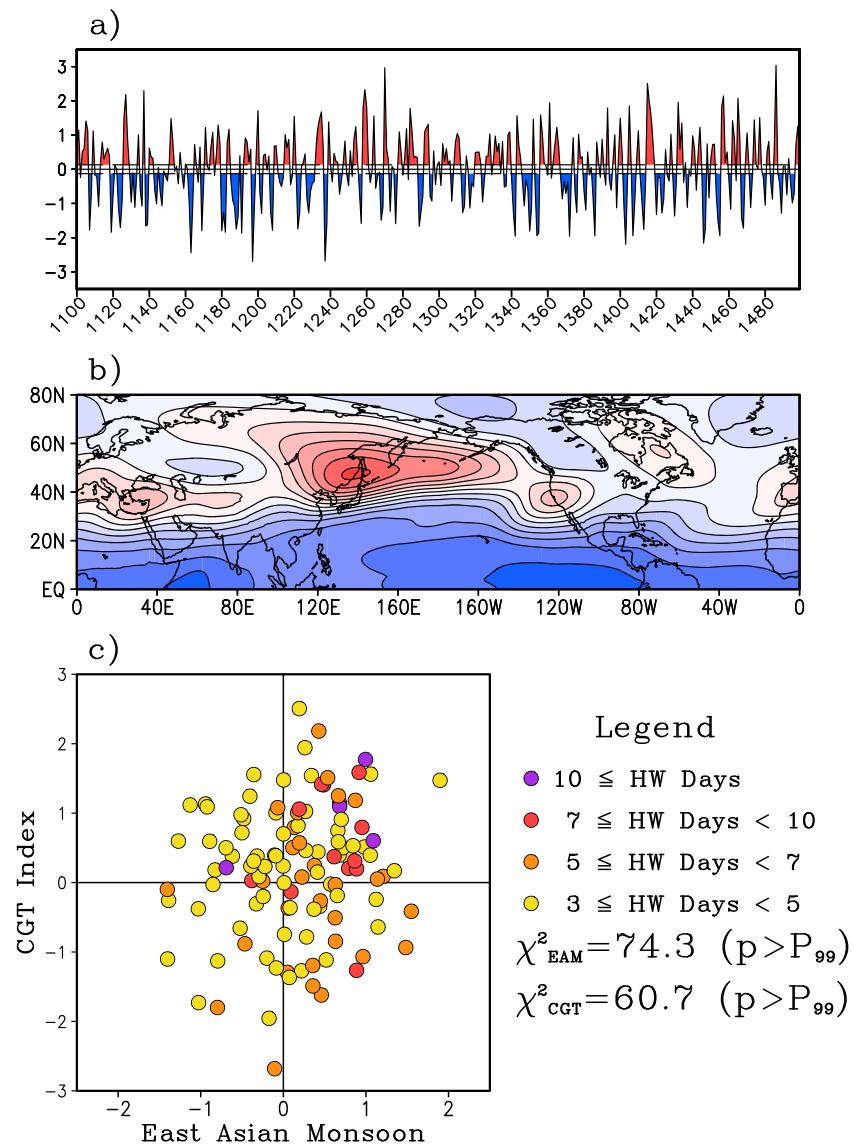 a)
3
2
1
0
-1
-2
-3
1100 1120 1140 1160 1180 1200 1220 1240 1260 1280 1300 1320 1340 1360 1380 1400 1420 1440 1460 1480
b)
80N
60N
40N
20N
EQ
0 40E 80E 120E 160E 160W 120W 80W 40W 0
c)
3
2
1
0
−1
−2
−3
CGT Index
−2 −1 0 1 2
East Asian Monsoon
Legend
10 ≦ HW Days
7 ≦ HW Days < 10
5 ≦ HW Days < 7
3 ≦ HW Days < 5
χ²EAM=74.3 (p>P99)
χ²CGT=60.7 (p>P99)